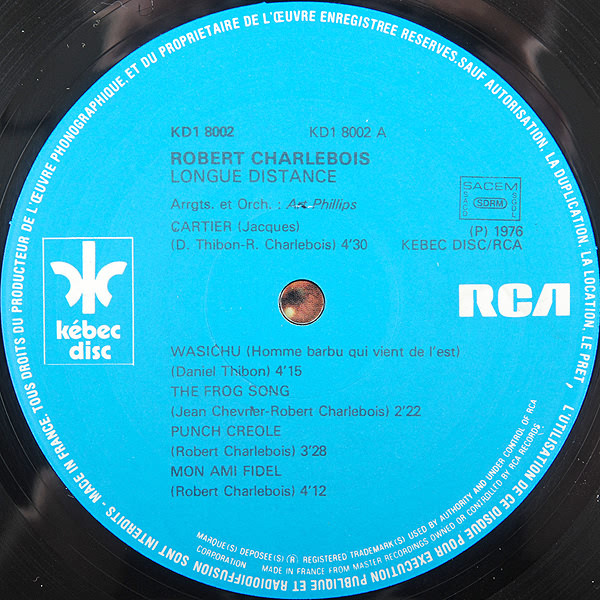 TOUS DROITS DU PRODUCTEUR DE L'ŒUVRE PHONOGRAPHIQUE ET DU PROPRIETAIRE DE L'ŒUVRE ENREGISTREE RESERVES. SAUF AUTORISATION, LA DUPLICATION, LA LOCATION, LE PRET, L'UTILISATION DE CE DISQUE POUR EXECUTION PUBLIQUE ET RADIODIFFUSION SONT INTERDITS - MADE IN FRANCE.
KD1 8002 KD1 8002 A
ROBERT CHARLEBOIS
LONGUE DISTANCE
SACEM
SACD SDRM SGDL
Arrgts. et Orch. : Art Phillips
CARTIER (Jacques) (P) 1976
(D. Thibon-R. Charlebois) 4'30 KEBEC DISC/RCA
kébec
disc
RCA
WASICHU (Homme barbu qui vient de l'est)
(Daniel Thibon) 4'15
THE FROG SONG
(Jean Chevrier-Robert Charlebois) 2'22
PUNCH CREOLE
(Robert Charlebois) 3'28
MON AMI FIDEL
(Robert Charlebois) 4'12
MARQUE(S) DEPOSEE(S) ® REGISTERED TRADEMARK(S) USED BY AUTHORITY AND UNDER CONTROL OF RCA
CORPORATION MADE IN FRANCE FROM MASTER RECORDINGS OWNED OR CONTROLLED BY RCA RECORDS